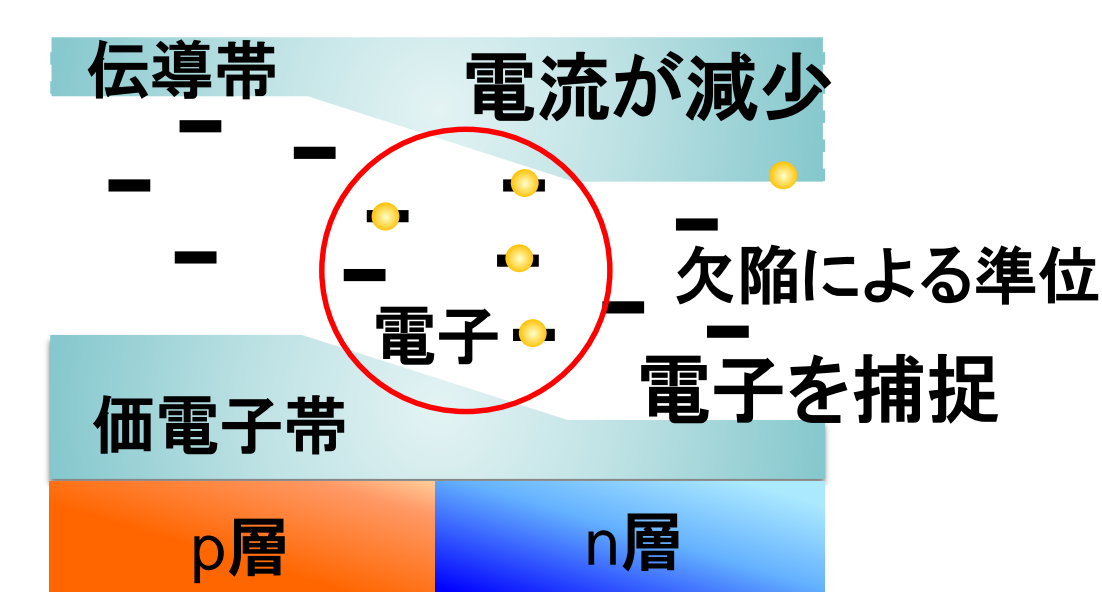 伝導帯
電流が減少
欠陥による準位
電子
電子を捕捉
価電子帯
p層
n層